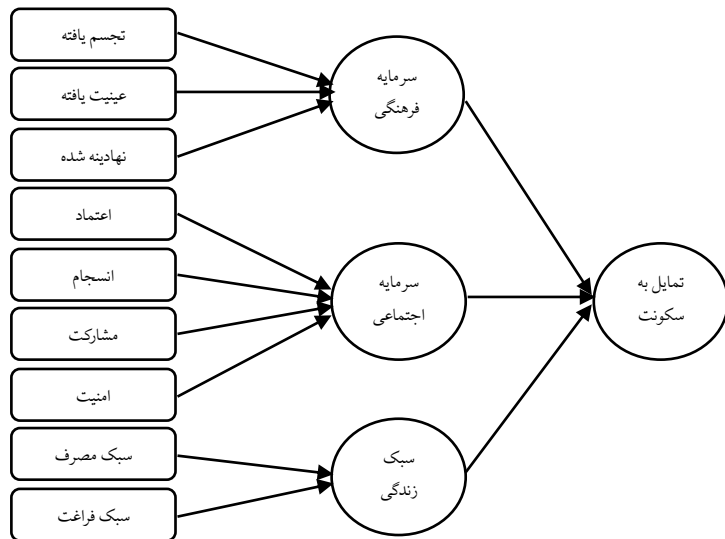 تجسم یافته
عینیت یافته
نهادینه شده
اعتماد
انسجام
مشارکت
امنیت
سبک مصرف
سبک فراغت
سرمایه
فرهنگی
سرمایه
اجتماعی
سبک
زندگی
تمایل به
سکونت